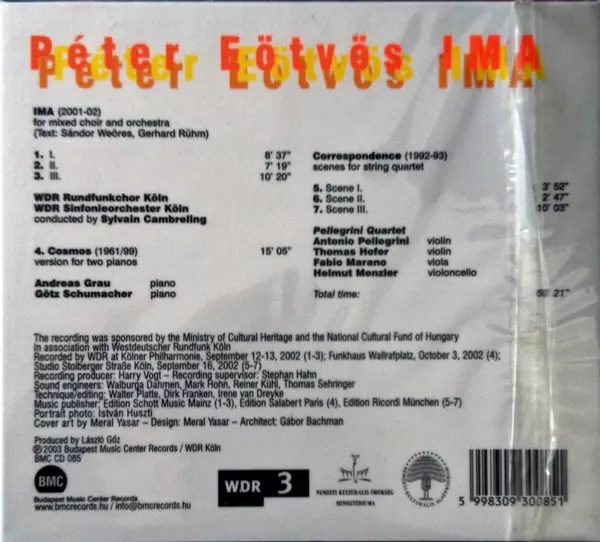 Péter Eötvös IMA
IMA (2001-02)
for mixed choir and orchestra
(Text: Sándor Weöres, Gerhard Rühm)
1. I. 8' 37"
2. II. 7' 19"
3. III. 10' 20"
WDR Rundfunkchor Köln
WDR Sinfonieorchester Köln
conducted by Sylvain Cambreling
4. Cosmos (1961/99) 15' 05"
version for two pianos
Andreas Grau piano
Götz Schumacher piano
Correspondence (1992-93)
scenes for string quartet
5. Scene I. 3' 52"
6. Scene II. 2' 47"
7. Scene III. 10' 03"
Pellegrini Quartet
Antonio Pellegrini violin
Thomas Hofer violin
Fabio Marano viola
Helmut Menzler violoncello
Total time: 21"
The recording was sponsored by the Ministry of Cultural Heritage and the National Cultural Fund of Hungary
In association with Westdeutscher Rundfunk Köln
Recorded by WDR at Kölner Philharmonie, September 12-13, 2002 (1-3); Funkhaus Wallrafplatz, October 3, 2002 (4);
Studio Stolberger Straße Köln, September 16, 2002 (5-7)
Recording producer: Harry Vogt – Recording supervisor: Stephan Hahn
Sound engineers: Walburga Dahmen, Mark Hohn, Reiner Kühl, Thomas Sehringer
Technique/editing: Walter Platte, Dirk Franken, Irene van Dreyke
Music publisher: Edition Schott Music Mainz (1-3), Edition Salabert Paris (4), Edition Ricordi München (5-7)
Portrait photo: István Huszti
Cover art by Meral Yasar – Design: Meral Yasar – Architect: Gábor Bachman
Produced by László Göz
℗ 2003 Budapest Music Center Records / WDR Köln
BMC CD 085
BMC
Budapest Music Center Records
www.bmcrecords.hu / info@bmcrecords.hu
WDR 3
NEMZETI KULTURÁLIS ÖRÖKSÉG
MINISZTÉRIUMA
5 998309 300851